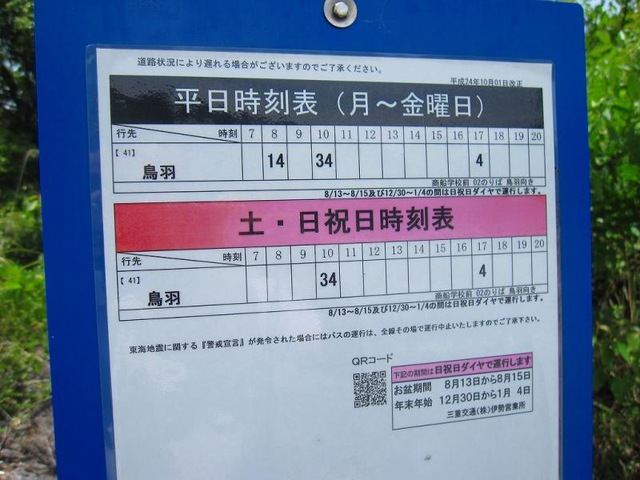 道路状況により遅れる場合がございますのでご了承ください。
平成24年10月01日改正
平日時刻表（月～金曜日）
行先 時刻 7 8 9 10 11 12 13 14 15 16 17 18 19 20
【41】 鳥羽 14 34 4
商船学校前 02のりば 鳥羽向き
8/13～8/15及び12/30～1/4の間は日祝日ダイヤで運行します。
土・日祝日時刻表
行先 時刻 7 8 9 10 11 12 13 14 15 16 17 18 19 20
【41】 鳥羽 34 4
商船学校前 02のりば 鳥羽向き
8/13～8/15及び12/30～1/4の間は日祝日ダイヤで運行します。
東海地震に関する『警戒宣言』が発令された場合にはバスの運行は、全線その場で運行中止いたしますのでご了承下さい。
QRコード
下記の期間は日祝日ダイヤで運行します
お盆期間 8月13日から8月15日
年末年始 12月30日から1月 4日
三重交通(株)伊勢営業所